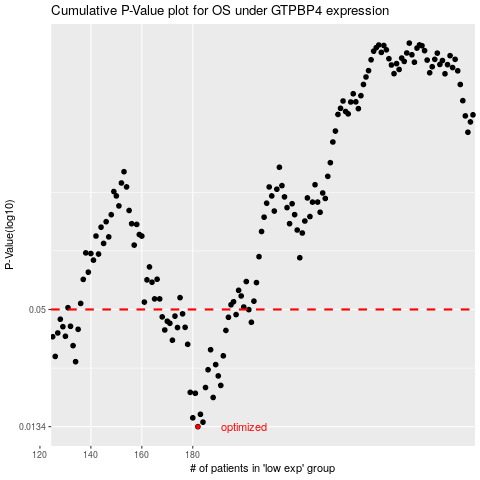 Cumulative P-Value plot for OS under GTPBP4 expression
P-Value(log10)
0.05
0.0134
optimized
120 140 160 180
# of patients in 'low exp' group